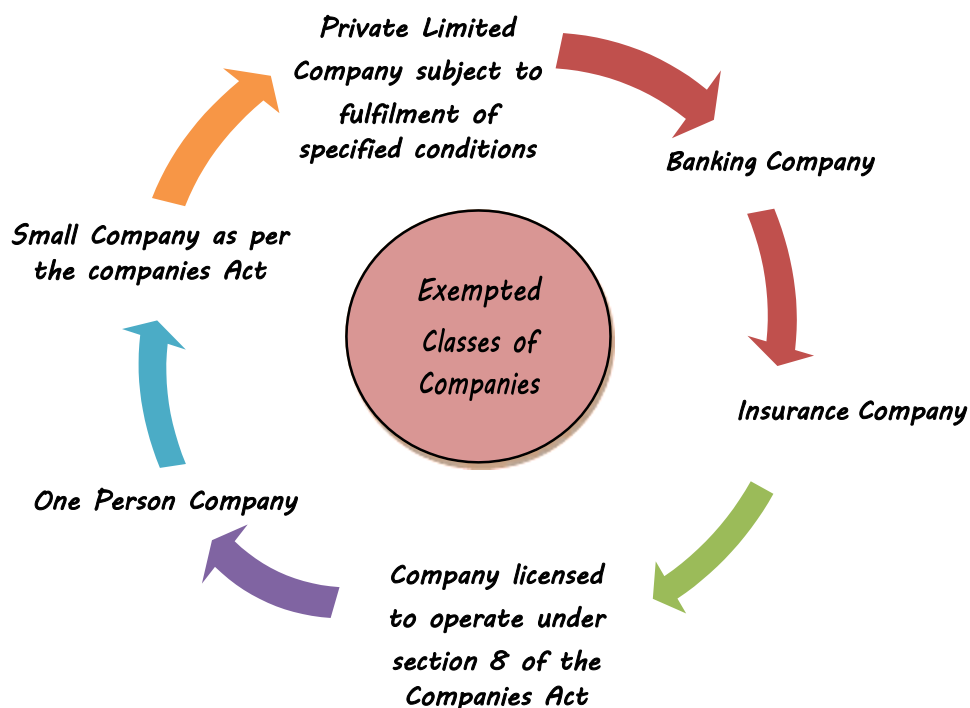 Private Limited
Company subject to
fulfilment of
specified conditions
Banking Company
Insurance Company
Company licensed
to operate under
section 8 of the
Companies Act
One Person Company
Small Company as per
the companies Act
Exempted
Classes of
Companies